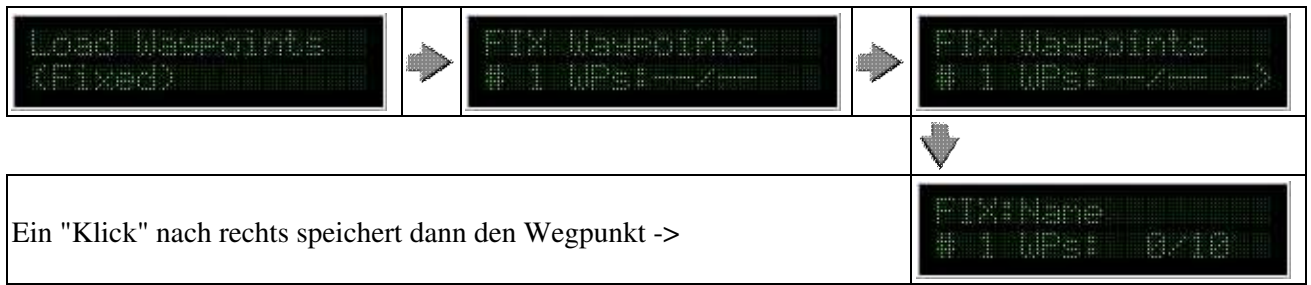 Load Waypoints
(Fixed)
FIX Waypoints
# 1 WPs:--/--
FIX Waypoints
# 1 WPs:--/-- ->
Ein "Klick" nach rechts speichert dann den Wegpunkt ->
FIX:Name
# 1 WPs: 0/10